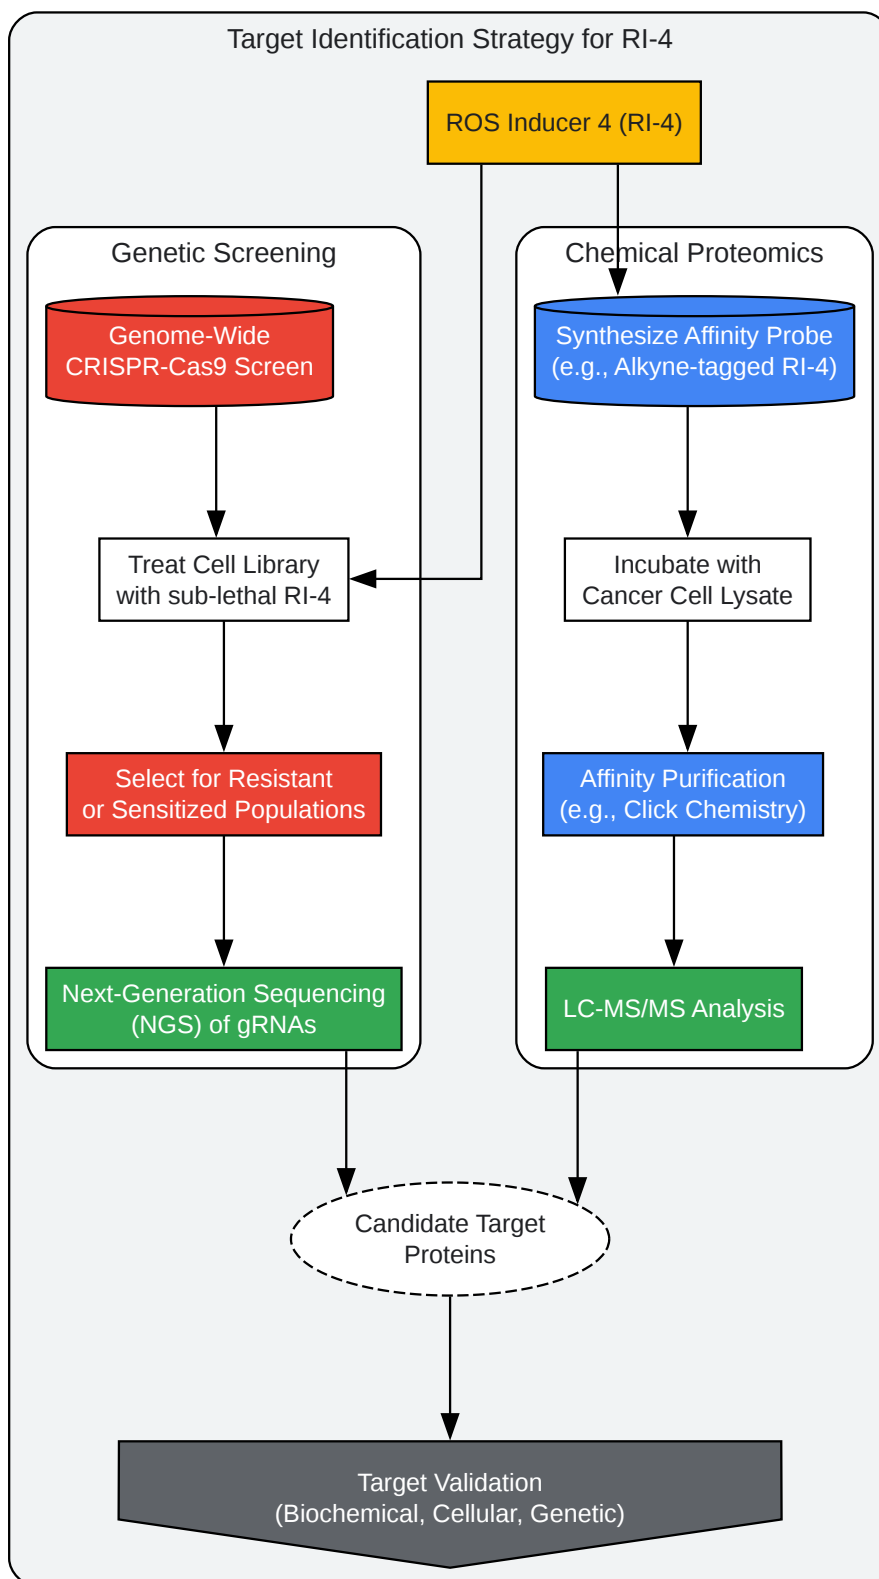 Target Identification Strategy for RI-4
ROS Inducer 4 (RI-4)
Genetic Screening
Genome-Wide
CRISPR-Cas9 Screen
Treat Cell Library
with sub-lethal RI-4
Select for Resistant
or Sensitized Populations
Next-Generation Sequencing
(NGS) of gRNAs
Chemical Proteomics
Synthesize Affinity Probe
(e.g., Alkyne-tagged RI-4)
Incubate with
Cancer Cell Lysate
Affinity Purification
(e.g., Click Chemistry)
LC-MS/MS Analysis
Candidate Target
Proteins
Target Validation
(Biochemical, Cellular, Genetic)